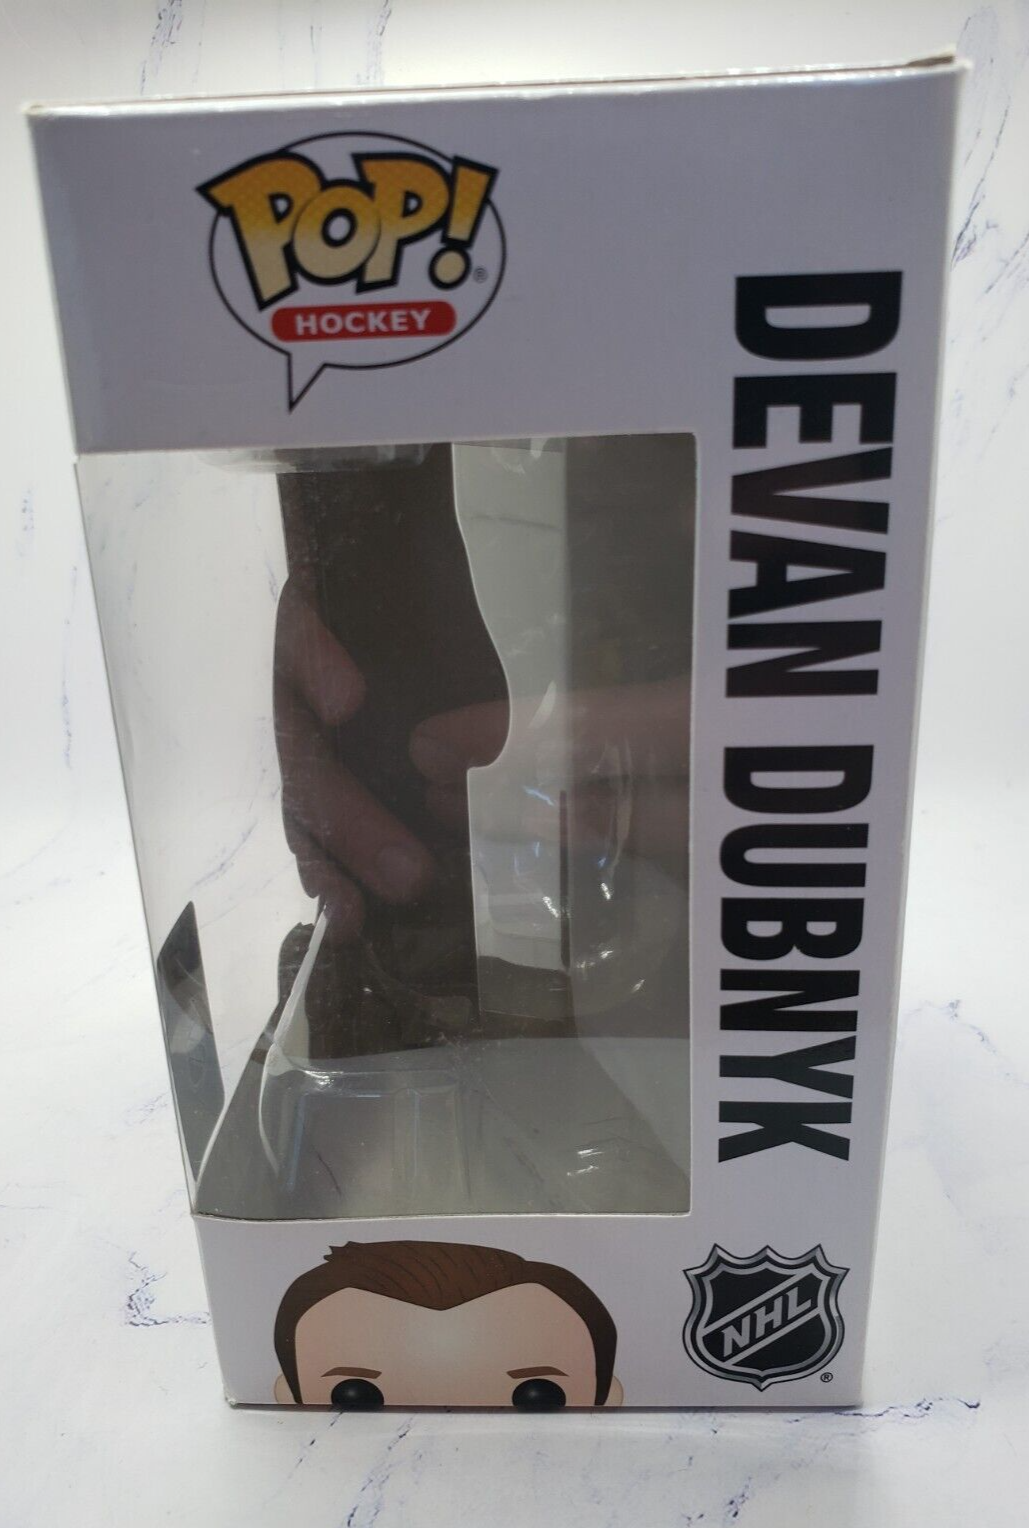 POP!®
HOCKEY
DEVAN DUBNYK
NHL®